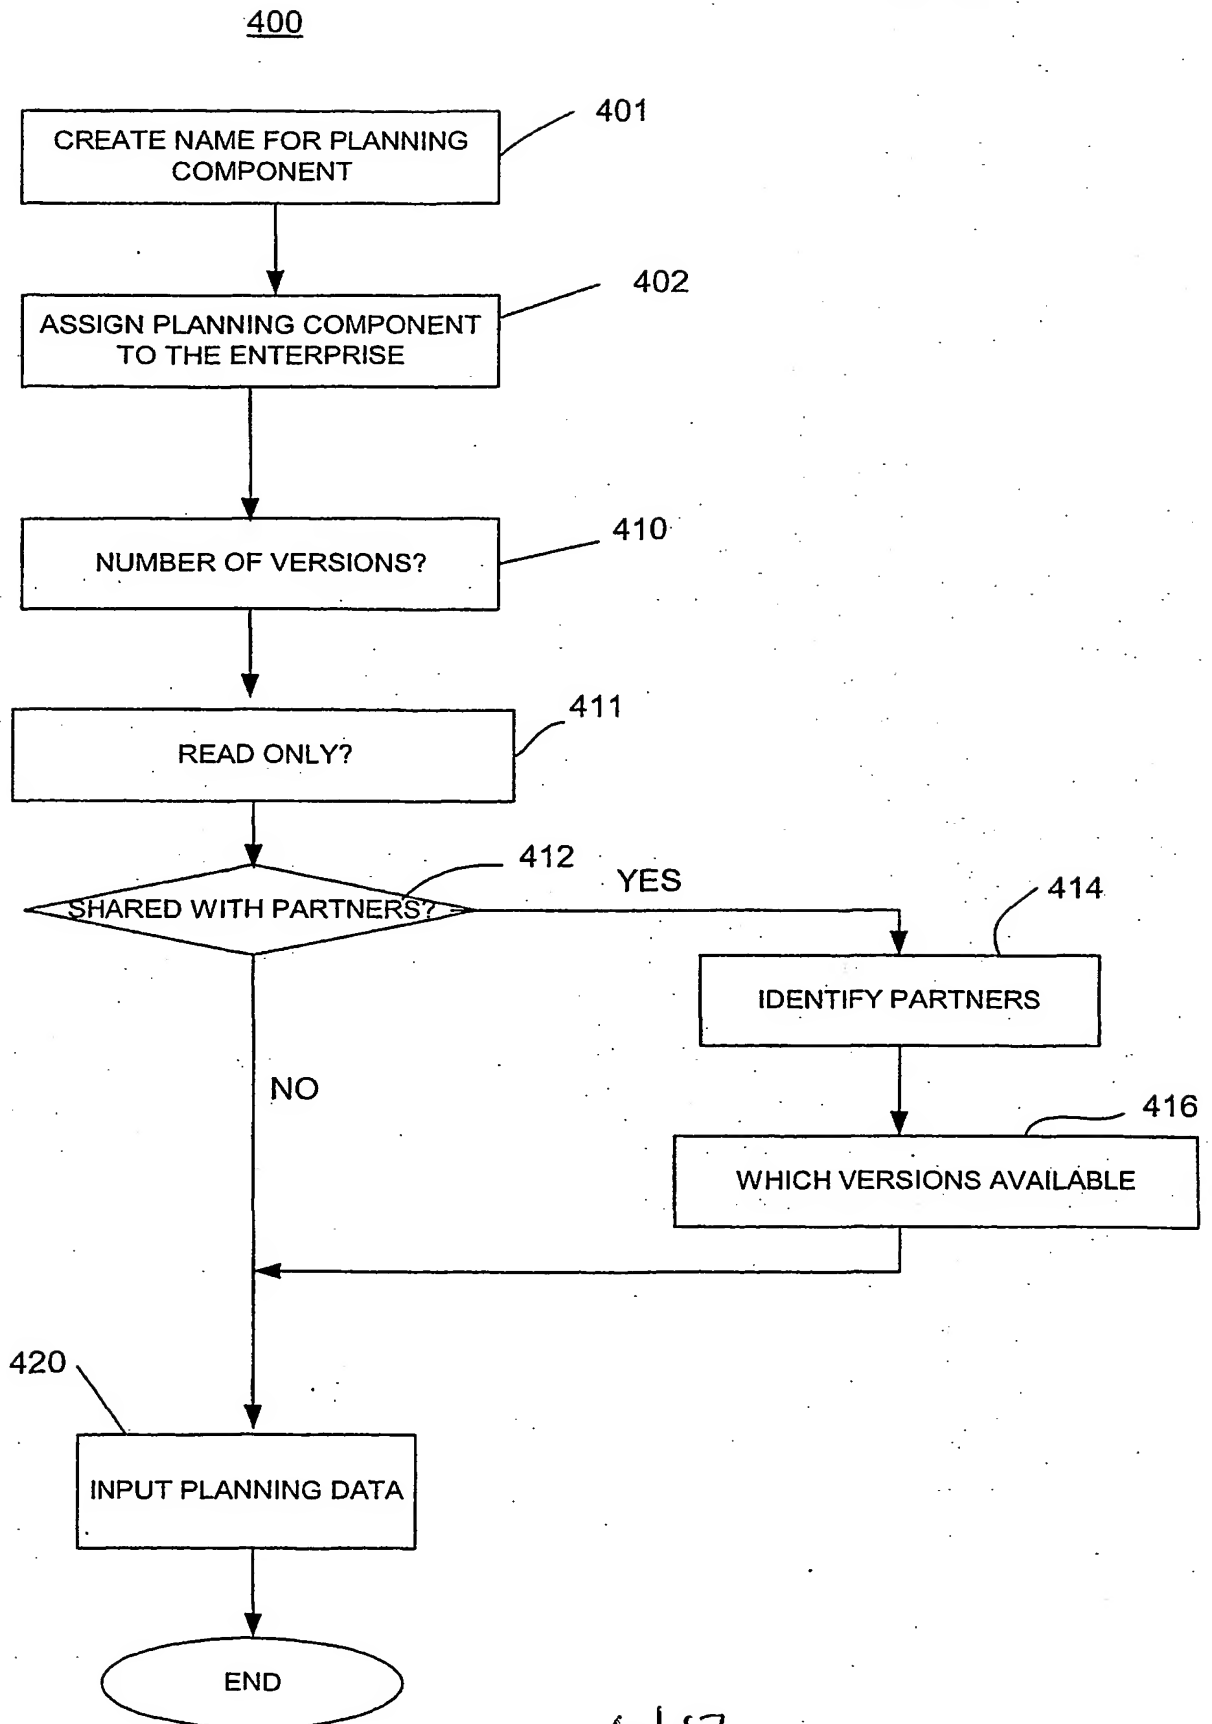 400
401
CREATE NAME FOR PLANNING
COMPONENT
402
ASSIGN PLANNING COMPONENT
TO THE ENTERPRISE
410
NUMBER OF VERSIONS?
411
READ ONLY?
412
SHARED WITH PARTNERS?
YES
414
IDENTIFY PARTNERS
NO
416
WHICH VERSIONS AVAILABLE
420
INPUT PLANNING DATA
END